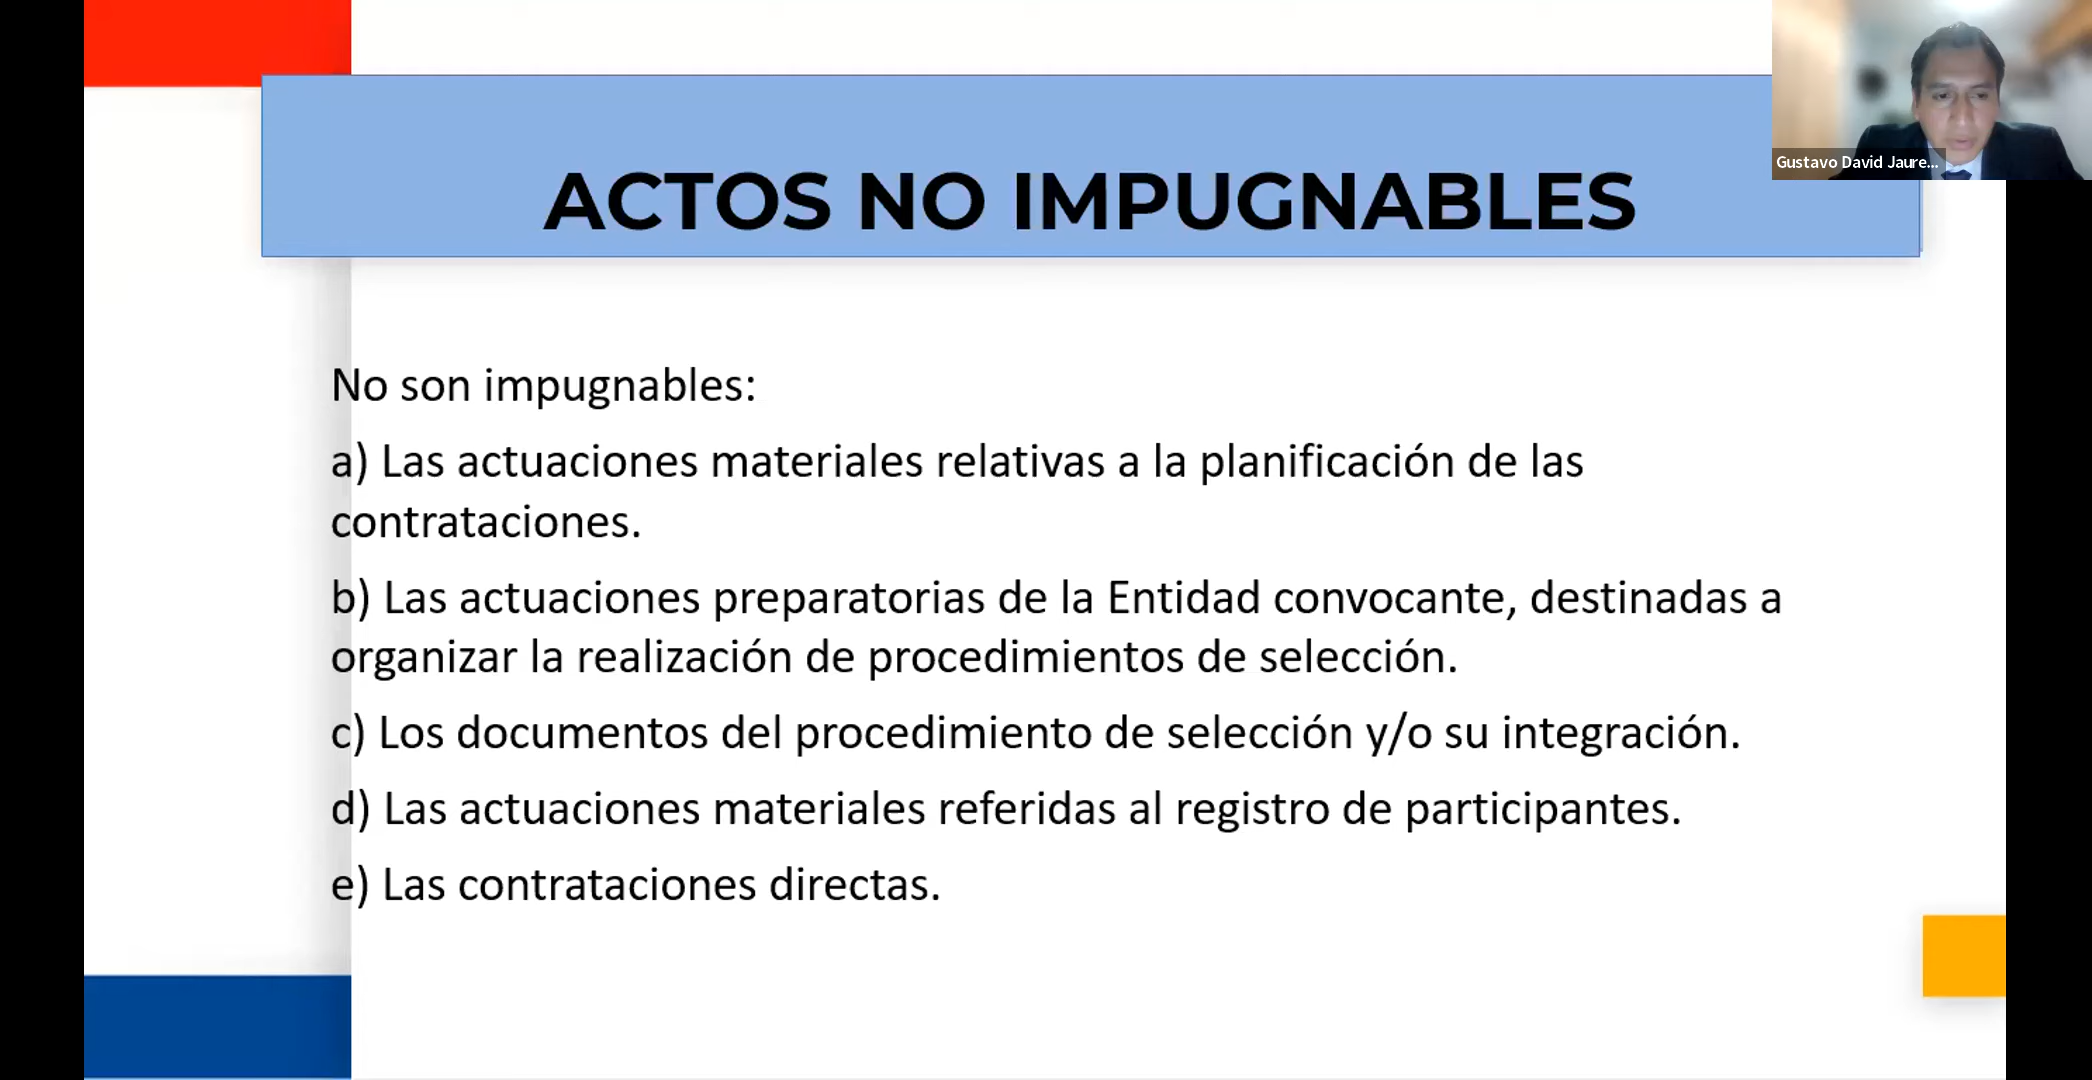 Gustavo David Jaure...
ACTOS NO IMPUGNABLES
No son impugnables:
a) Las actuaciones materiales relativas a la planificación de las
contrataciones.
b) Las actuaciones preparatorias de la Entidad convocante, destinadas a
organizar la realización de procedimientos de selección.
c) Los documentos del procedimiento de selección y/o su integración.
d) Las actuaciones materiales referidas al registro de participantes.
e) Las contrataciones directas.